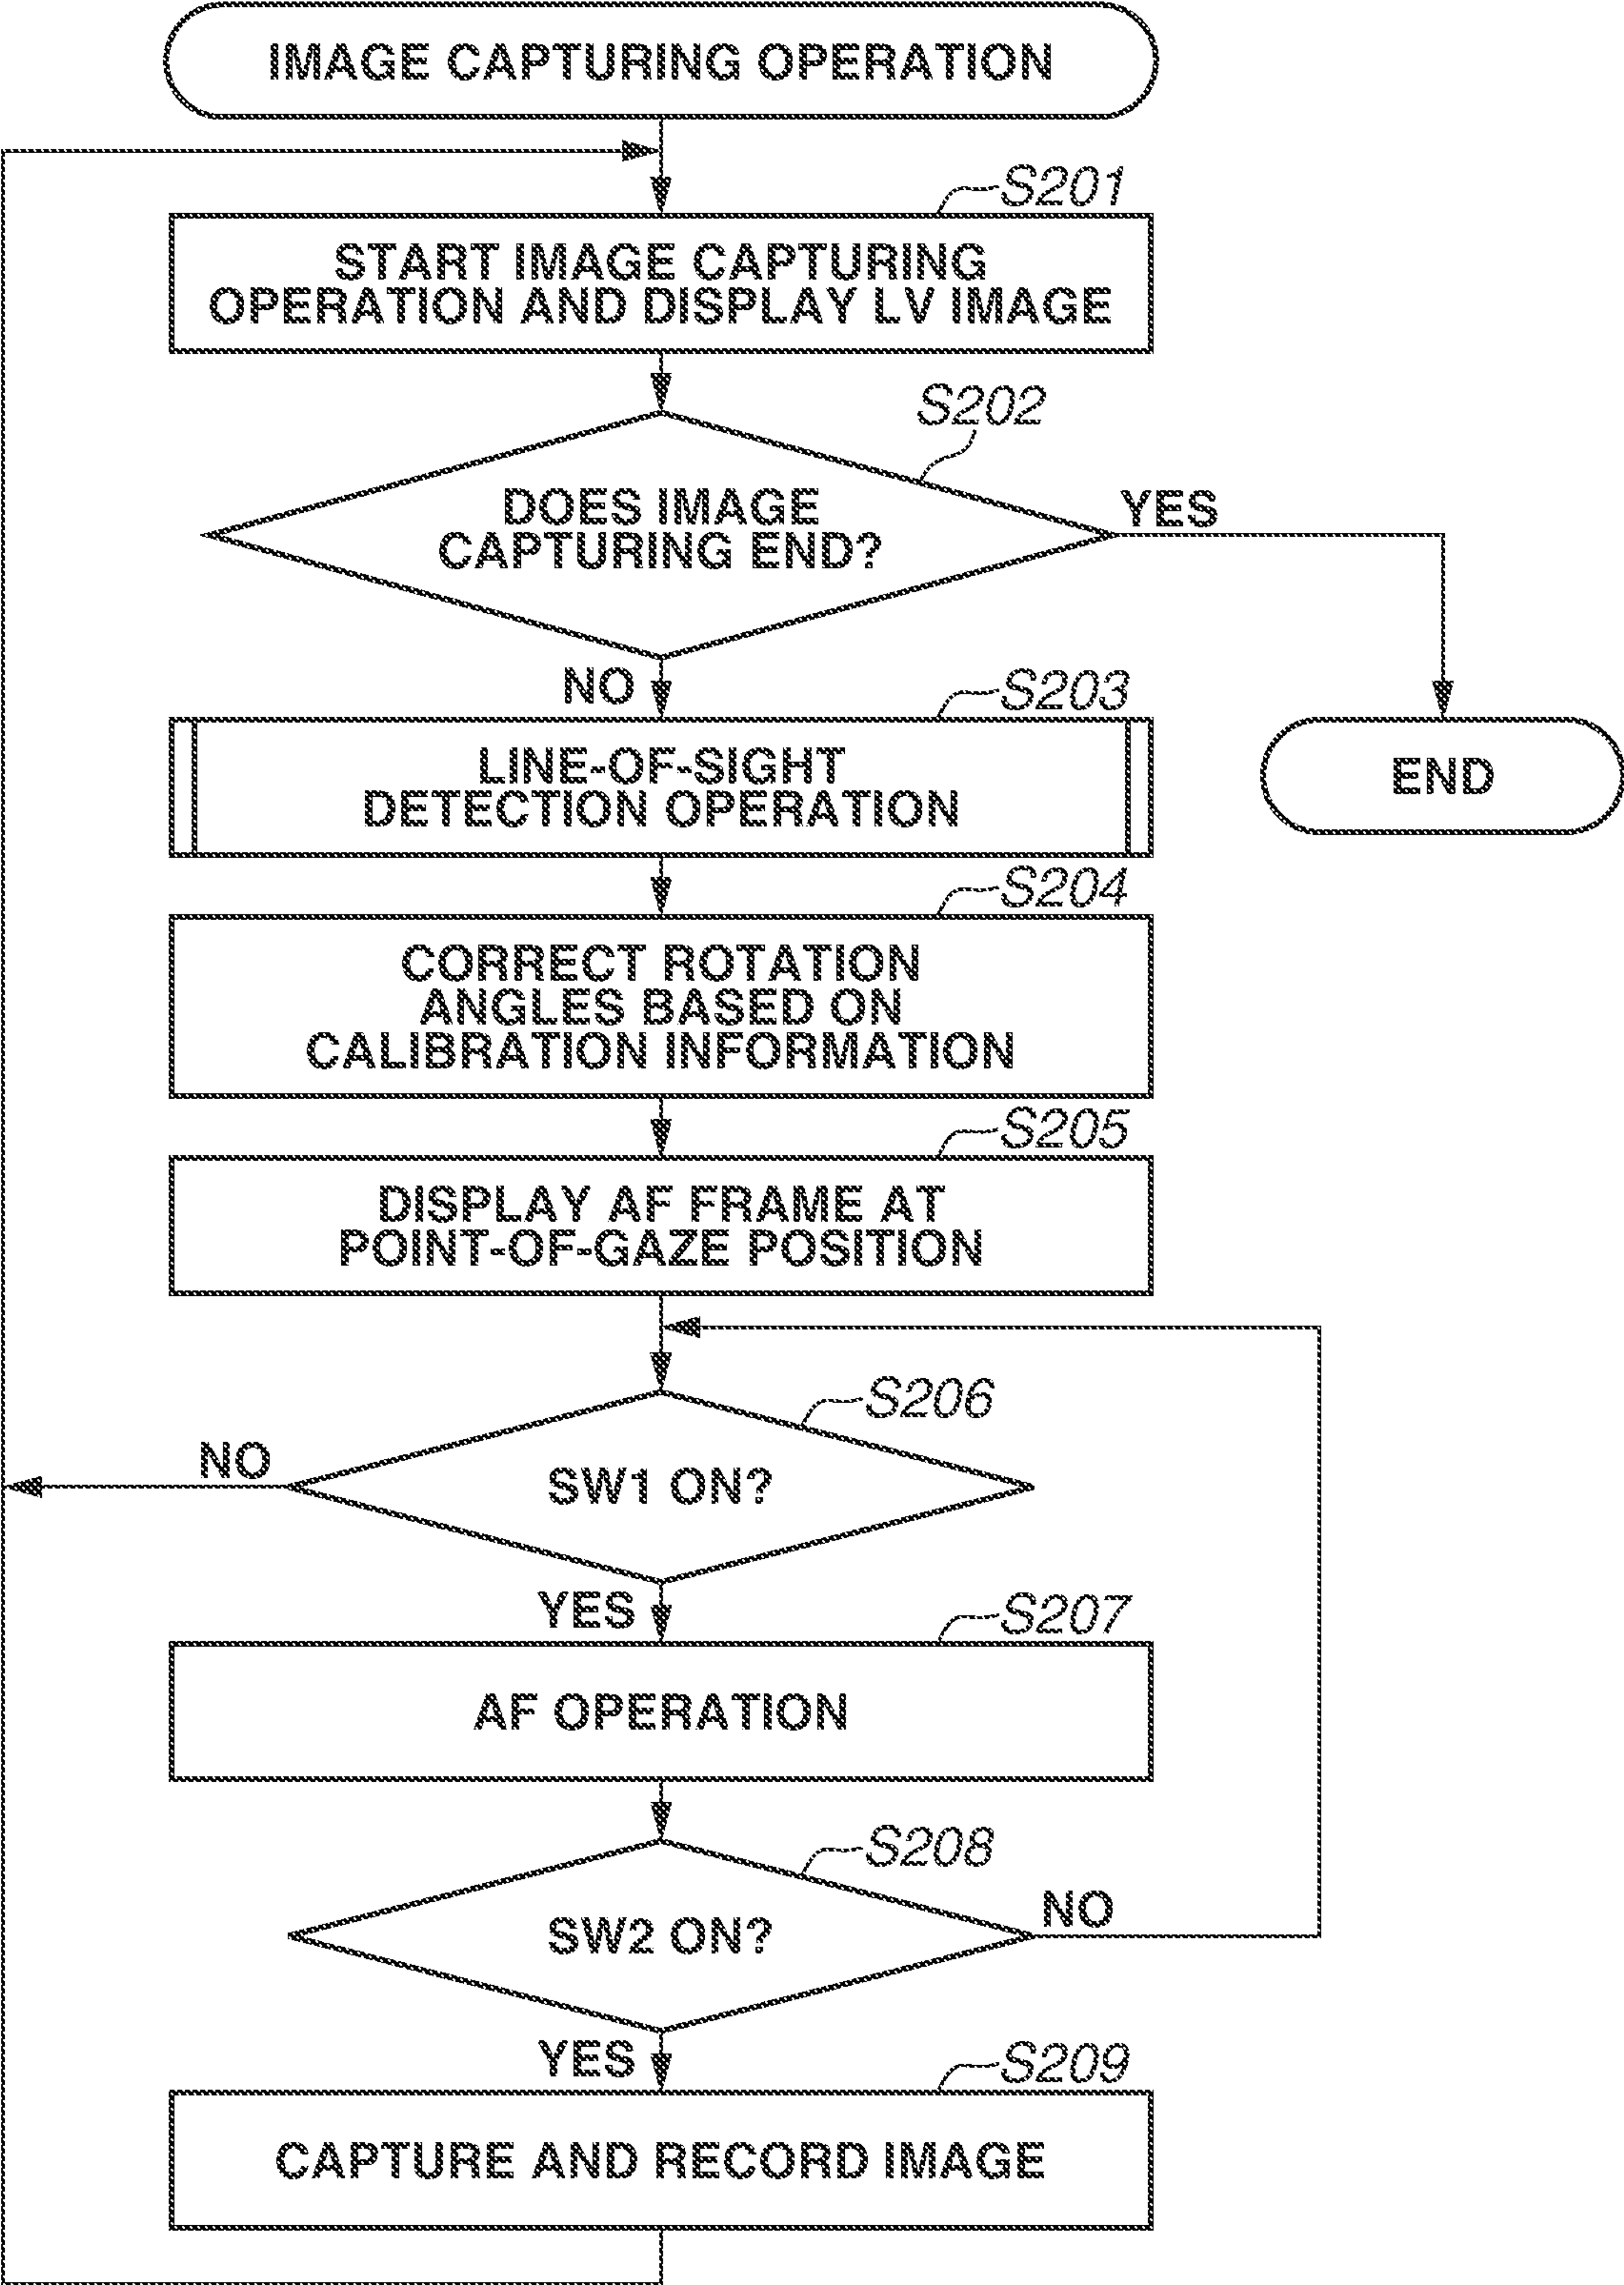 IMAGE CAPTURING OPERATION
S201
START IMAGE CAPTURING
OPERATION AND DISPLAY LV IMAGE
S202
DOES IMAGE
CAPTURING END?
YES
NO
S203
LINE-OF-SIGHT
DETECTION OPERATION
END
S204
CORRECT ROTATION
ANGLES BASED ON
CALIBRATION INFORMATION
S205
DISPLAY AF FRAME AT
POINT-OF-GAZE POSITION
S206
NO
SW1 ON?
YES
S207
AF OPERATION
S208
SW2 ON?
NO
YES
S209
CAPTURE AND RECORD IMAGE